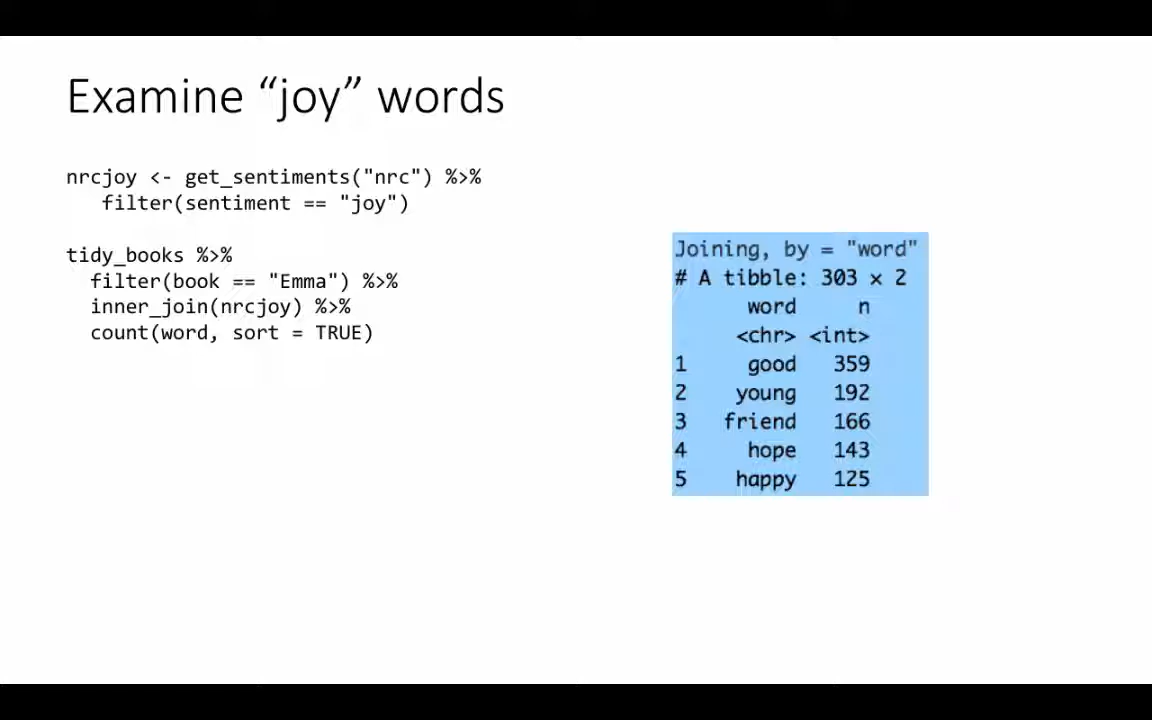 Examine “joy” words
nrcjoy <- get_sentiments("nrc") %>%
filter(sentiment == "joy")
tidy_books %>%
filter(book == "Emma") %>%
inner_join(nrcjoy) %>%
count(word, sort = TRUE)
Joining, by = "word"
# A tibble: 303 × 2
word n
<chr> <int>
1 good 359
2 young 192
3 friend 166
4 hope 143
5 happy 125